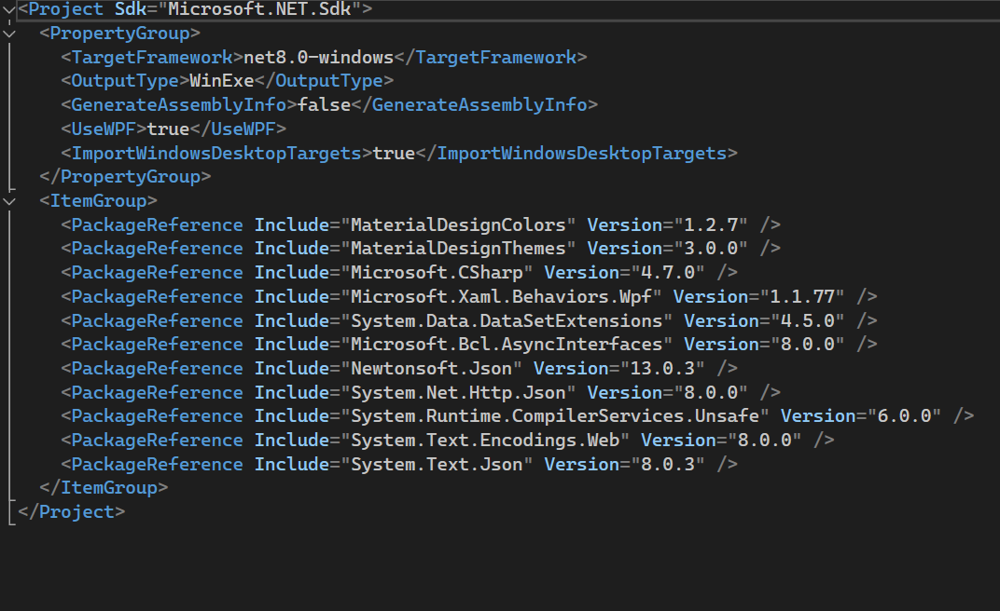 <Project Sdk="Microsoft.NET.Sdk">
<PropertyGroup>
<TargetFramework>net8.0-windows</TargetFramework>
<OutputType>WinExe</OutputType>
<GenerateAssemblyInfo>false</GenerateAssemblyInfo>
<UseWPF>true</UseWPF>
<ImportWindowsDesktopTargets>true</ImportWindowsDesktopTargets>
</PropertyGroup>
<ItemGroup>
<PackageReference Include="MaterialDesignColors" Version="1.2.7" />
<PackageReference Include="MaterialDesignThemes" Version="3.0.0" />
<PackageReference Include="Microsoft.CSharp" Version="4.7.0" />
<PackageReference Include="Microsoft.Xaml.Behaviors.Wpf" Version="1.1.77" />
<PackageReference Include="System.Data.DataSetExtensions" Version="4.5.0" />
<PackageReference Include="Microsoft.Bcl.AsyncInterfaces" Version="8.0.0" />
<PackageReference Include="Newtonsoft.Json" Version="13.0.3" />
<PackageReference Include="System.Net.Http.Json" Version="8.0.0" />
<PackageReference Include="System.Runtime.CompilerServices.Unsafe" Version="6.0.0" />
<PackageReference Include="System.Text.Encodings.Web" Version="8.0.0" />
<PackageReference Include="System.Text.Json" Version="8.0.3" />
</ItemGroup>
</Project>